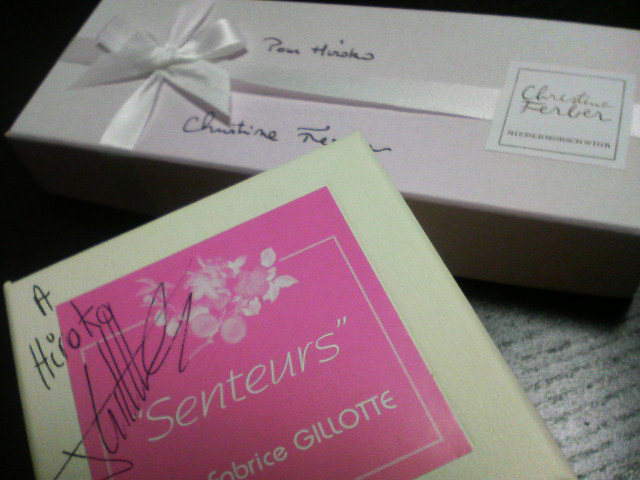 Pour Hiroko
Christine Ferber
Christine
Ferber
NIEDERMORSCHWIHR
A
Hiroko
"Senteurs"
Fabrice GILLOTTE